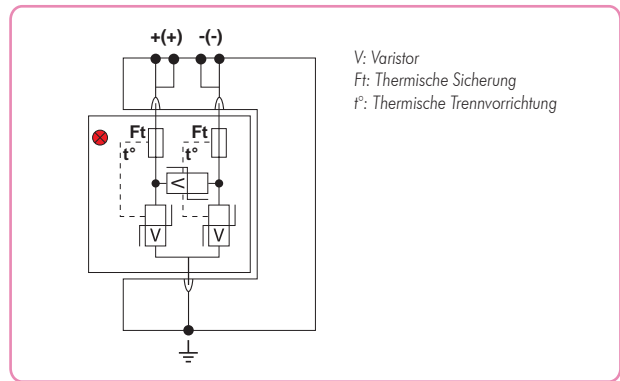 +(+) -(-)
V: Varistor
Ft: Thermische Sicherung
t°: Thermische Trennvorrichtung
Ft Ft
t° t°
V
V V